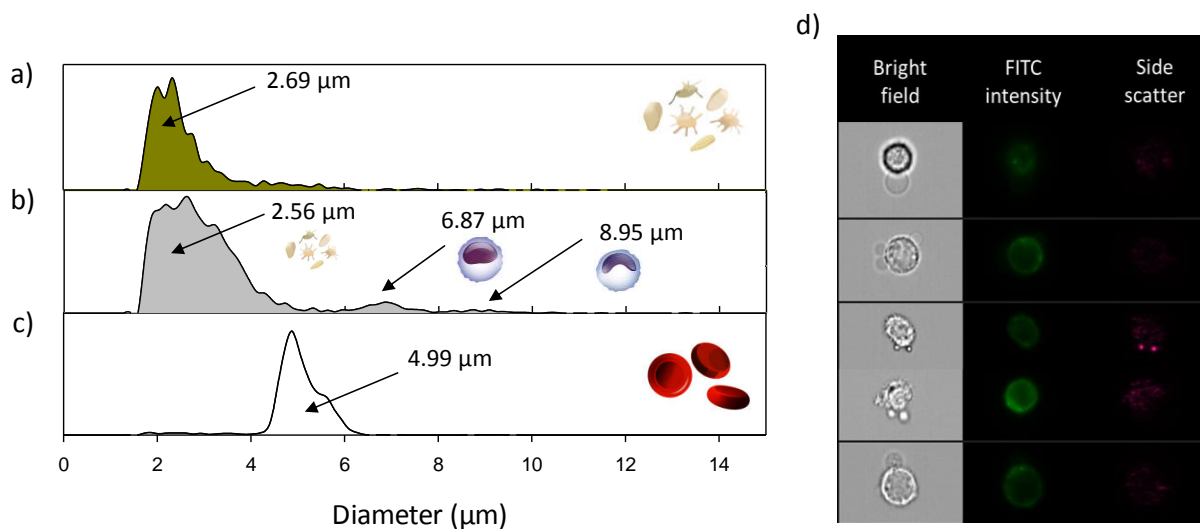 a)
2.69 µm
b)
2.56 µm
6.87 µm
8.95 µm
c)
4.99 µm
0 2 4 6 8 10 12 14
Diameter (µm)
d)
Bright field
FITC intensity
Side scatter